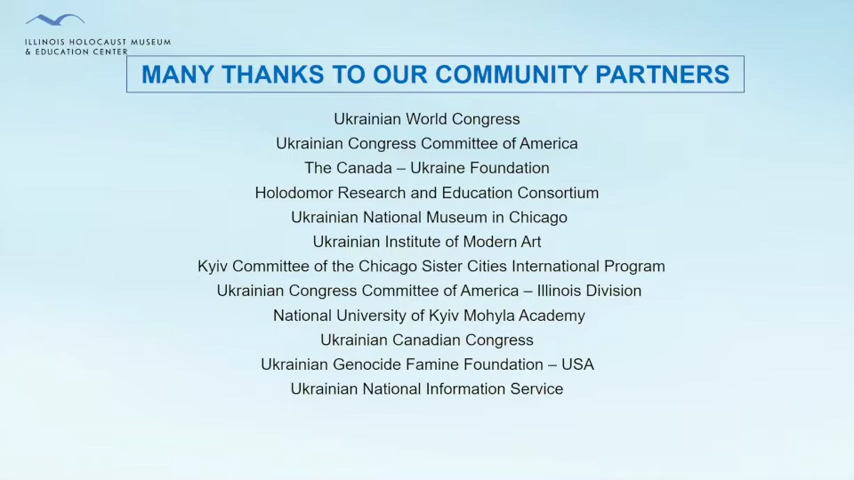 ILLINOIS HOLOCAUST MUSEUM
& EDUCATION CENTER
MANY THANKS TO OUR COMMUNITY PARTNERS
Ukrainian World Congress
Ukrainian Congress Committee of America
The Canada – Ukraine Foundation
Holodomor Research and Education Consortium
Ukrainian National Museum in Chicago
Ukrainian Institute of Modern Art
Kyiv Committee of the Chicago Sister Cities International Program
Ukrainian Congress Committee of America – Illinois Division
National University of Kyiv Mohyla Academy
Ukrainian Canadian Congress
Ukrainian Genocide Famine Foundation – USA
Ukrainian National Information Service